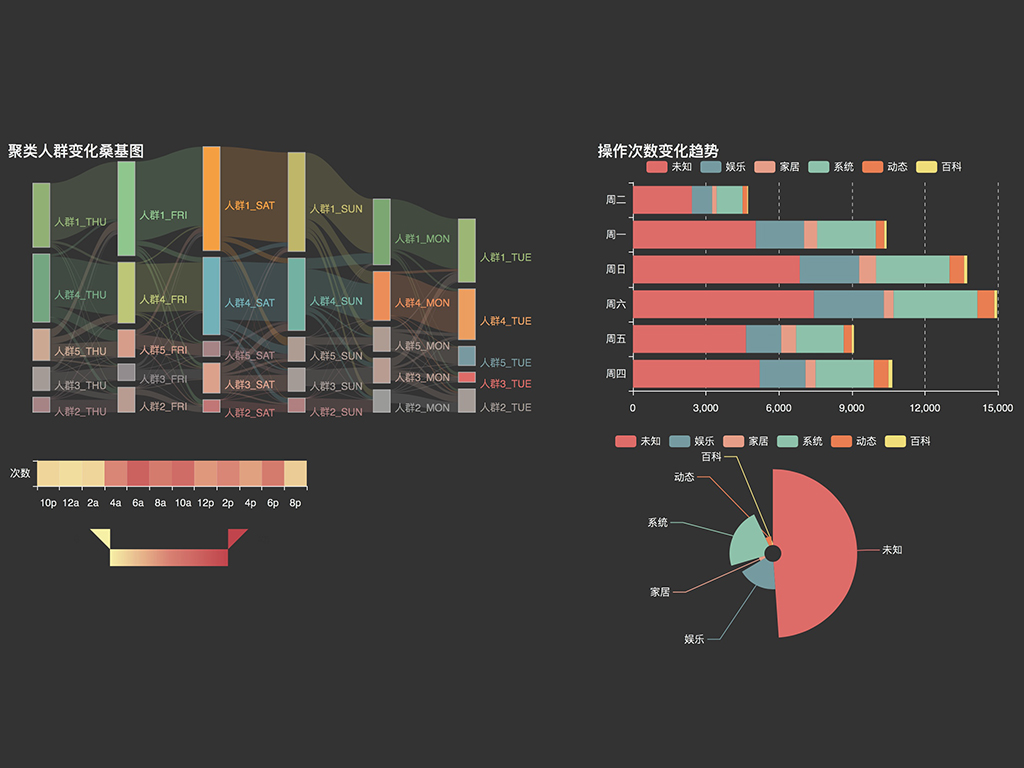 聚类人群变化桑基图
人群1_THU
人群4_THU
人群5_THU
人群3_THU
人群2_THU
人群1_FRI
人群4_FRI
人群5_FRI
人群3_FRI
人群2_FRI
人群1_SAT
人群4_SAT
人群5_SAT
人群3_SAT
人群2_SAT
人群1_SUN
人群4_SUN
人群5_SUN
人群3_SUN
人群2_SUN
人群1_MON
人群4_MON
人群5_MON
人群3_MON
人群2_MON
人群1_TUE
人群4_TUE
人群5_TUE
人群3_TUE
人群2_TUE
次数
10p 12a 2a 4a 6a 8a 10a 12p 2p 4p 6p 8p
操作次数变化趋势
未知 娱乐 家居 系统 动态 百科
周二
周一
周日
周六
周五
周四
0 3,000 6,000 9,000 12,000 15,000
未知 娱乐 家居 系统 动态 百科
百科
动态
系统
未知
家居
娱乐